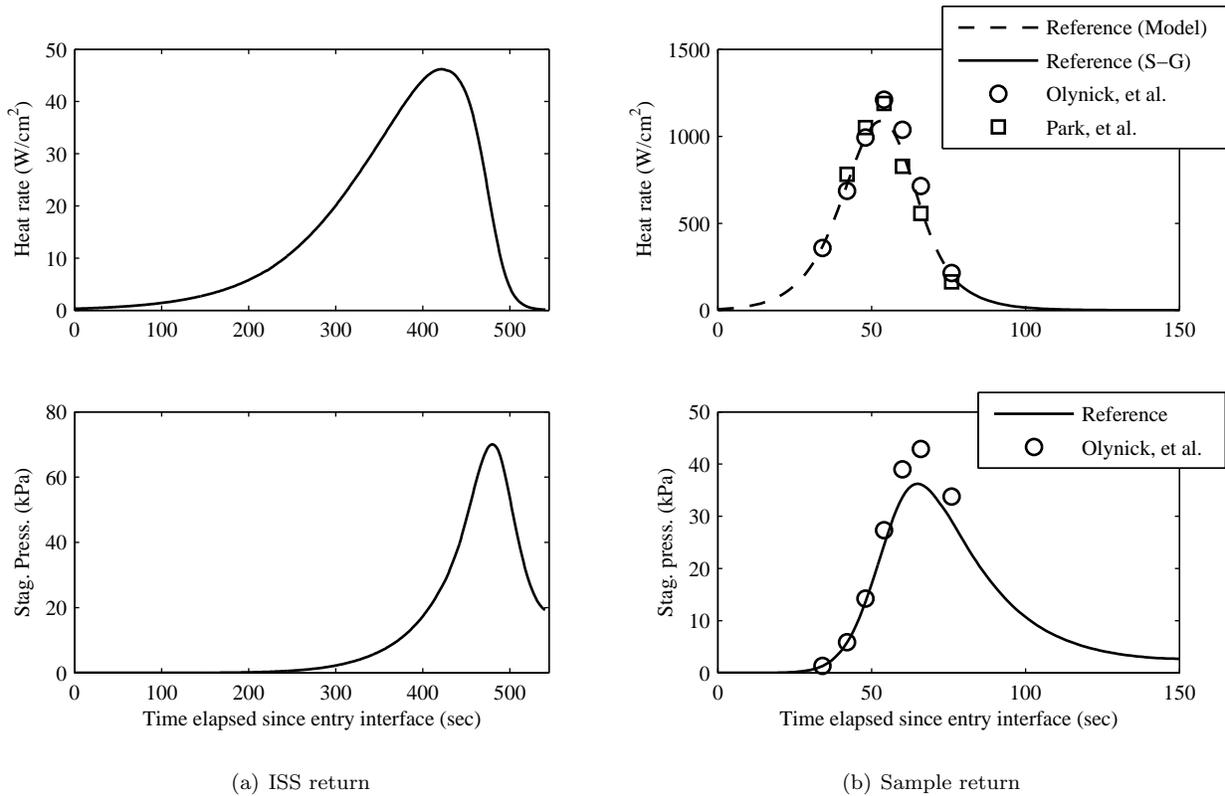 50
40
30
20
10
0
Heat rate (W/cm²)
0 100 200 300 400 500
1500
1000
500
0
Heat rate (W/cm²)
0 50 100 150
Reference (Model)
Reference (S−G)
Olynick, et al.
Park, et al.
80
60
40
20
0
Stag. Press. (kPa)
0 100 200 300 400 500
Time elapsed since entry interface (sec)
50
40
30
20
10
0
Stag. press. (kPa)
0 50 100 150
Time elapsed since entry interface (sec)
Reference
Olynick, et al.
(a) ISS return
(b) Sample return